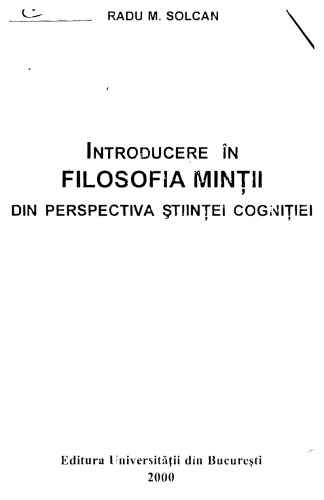 RADU M. SOLCAN
INTRODUCERE ÎN
FILOSOFIA MINȚII
DIN PERSPECTIVA ȘTIINȚEI COGNIȚIEI
Editura Universității din București
2000